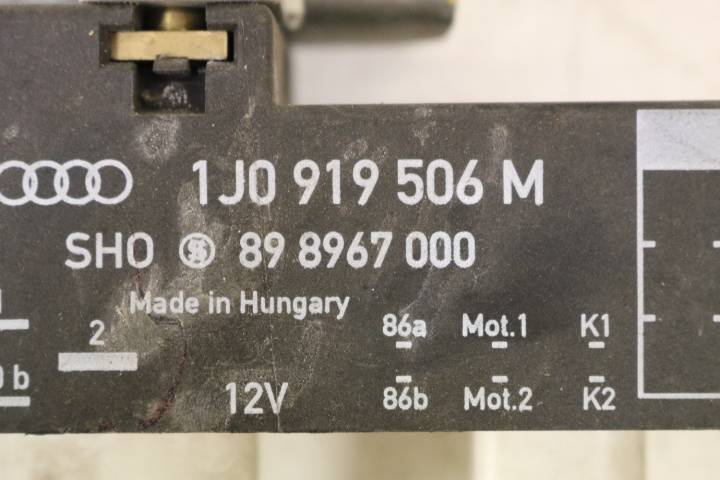 1J0 919 506 M
SHO 89 8967 000
Made in Hungary
2
86a Mot.1 K1
b
12V
86b Mot.2 K2